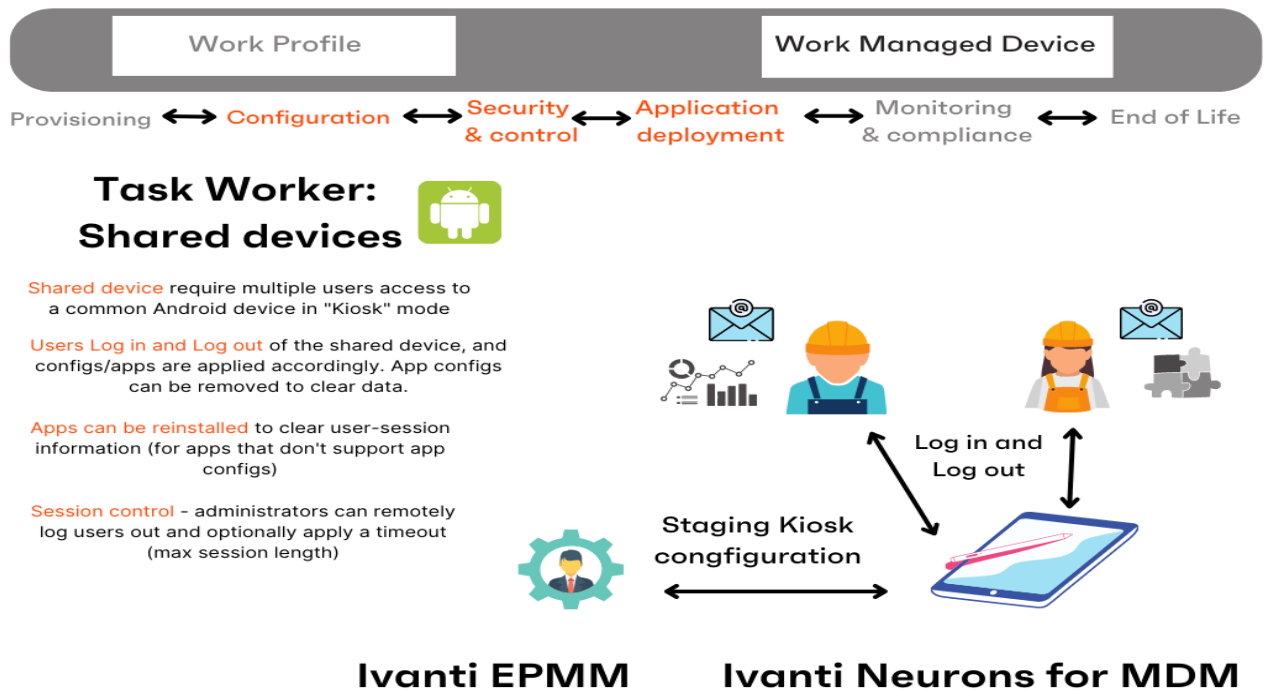 Work Profile
Work Managed Device
Provisioning
Configuration
Security
& control
Application
deployment
Monitoring
& compliance
End of Life
Task Worker:
Shared devices
Shared device require multiple users access to
a common Android device in "Kiosk" mode
Users Log in and Log out of the shared device, and
configs/apps are applied accordingly. App configs
can be removed to clear data.
Apps can be reinstalled to clear user-session
information (for apps that don't support app
configs)
Session control - administrators can remotely
log users out and optionally apply a timeout
(max session length)
@
@
Log in and
Log out
Staging Kiosk
congfiguration
Ivanti EPMM
Ivanti Neurons for MDM